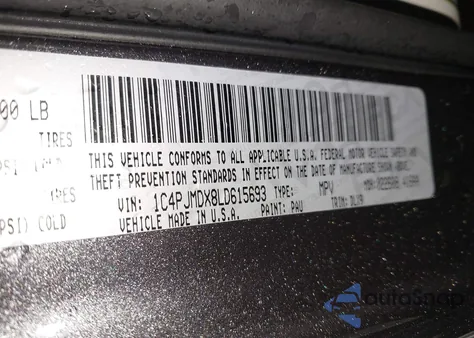 00 LB
TIRES
THIS VEHICLE CONFORMS TO ALL APPLICABLE U.S.A. FEDERAL MOTOR VEHICLE SAFETY AND
THEFT PREVENTION STANDARDS IN EFFECT ON THE DATE OF MANUFACTURE SHOWN ABOVE.
VIN: 1C4PJMDX8LD615693 TYPE: MPV
PSI) COLD VEHICLE MADE IN U.S.A. PAINT: PAU TRIM: DLI9
autoSnap